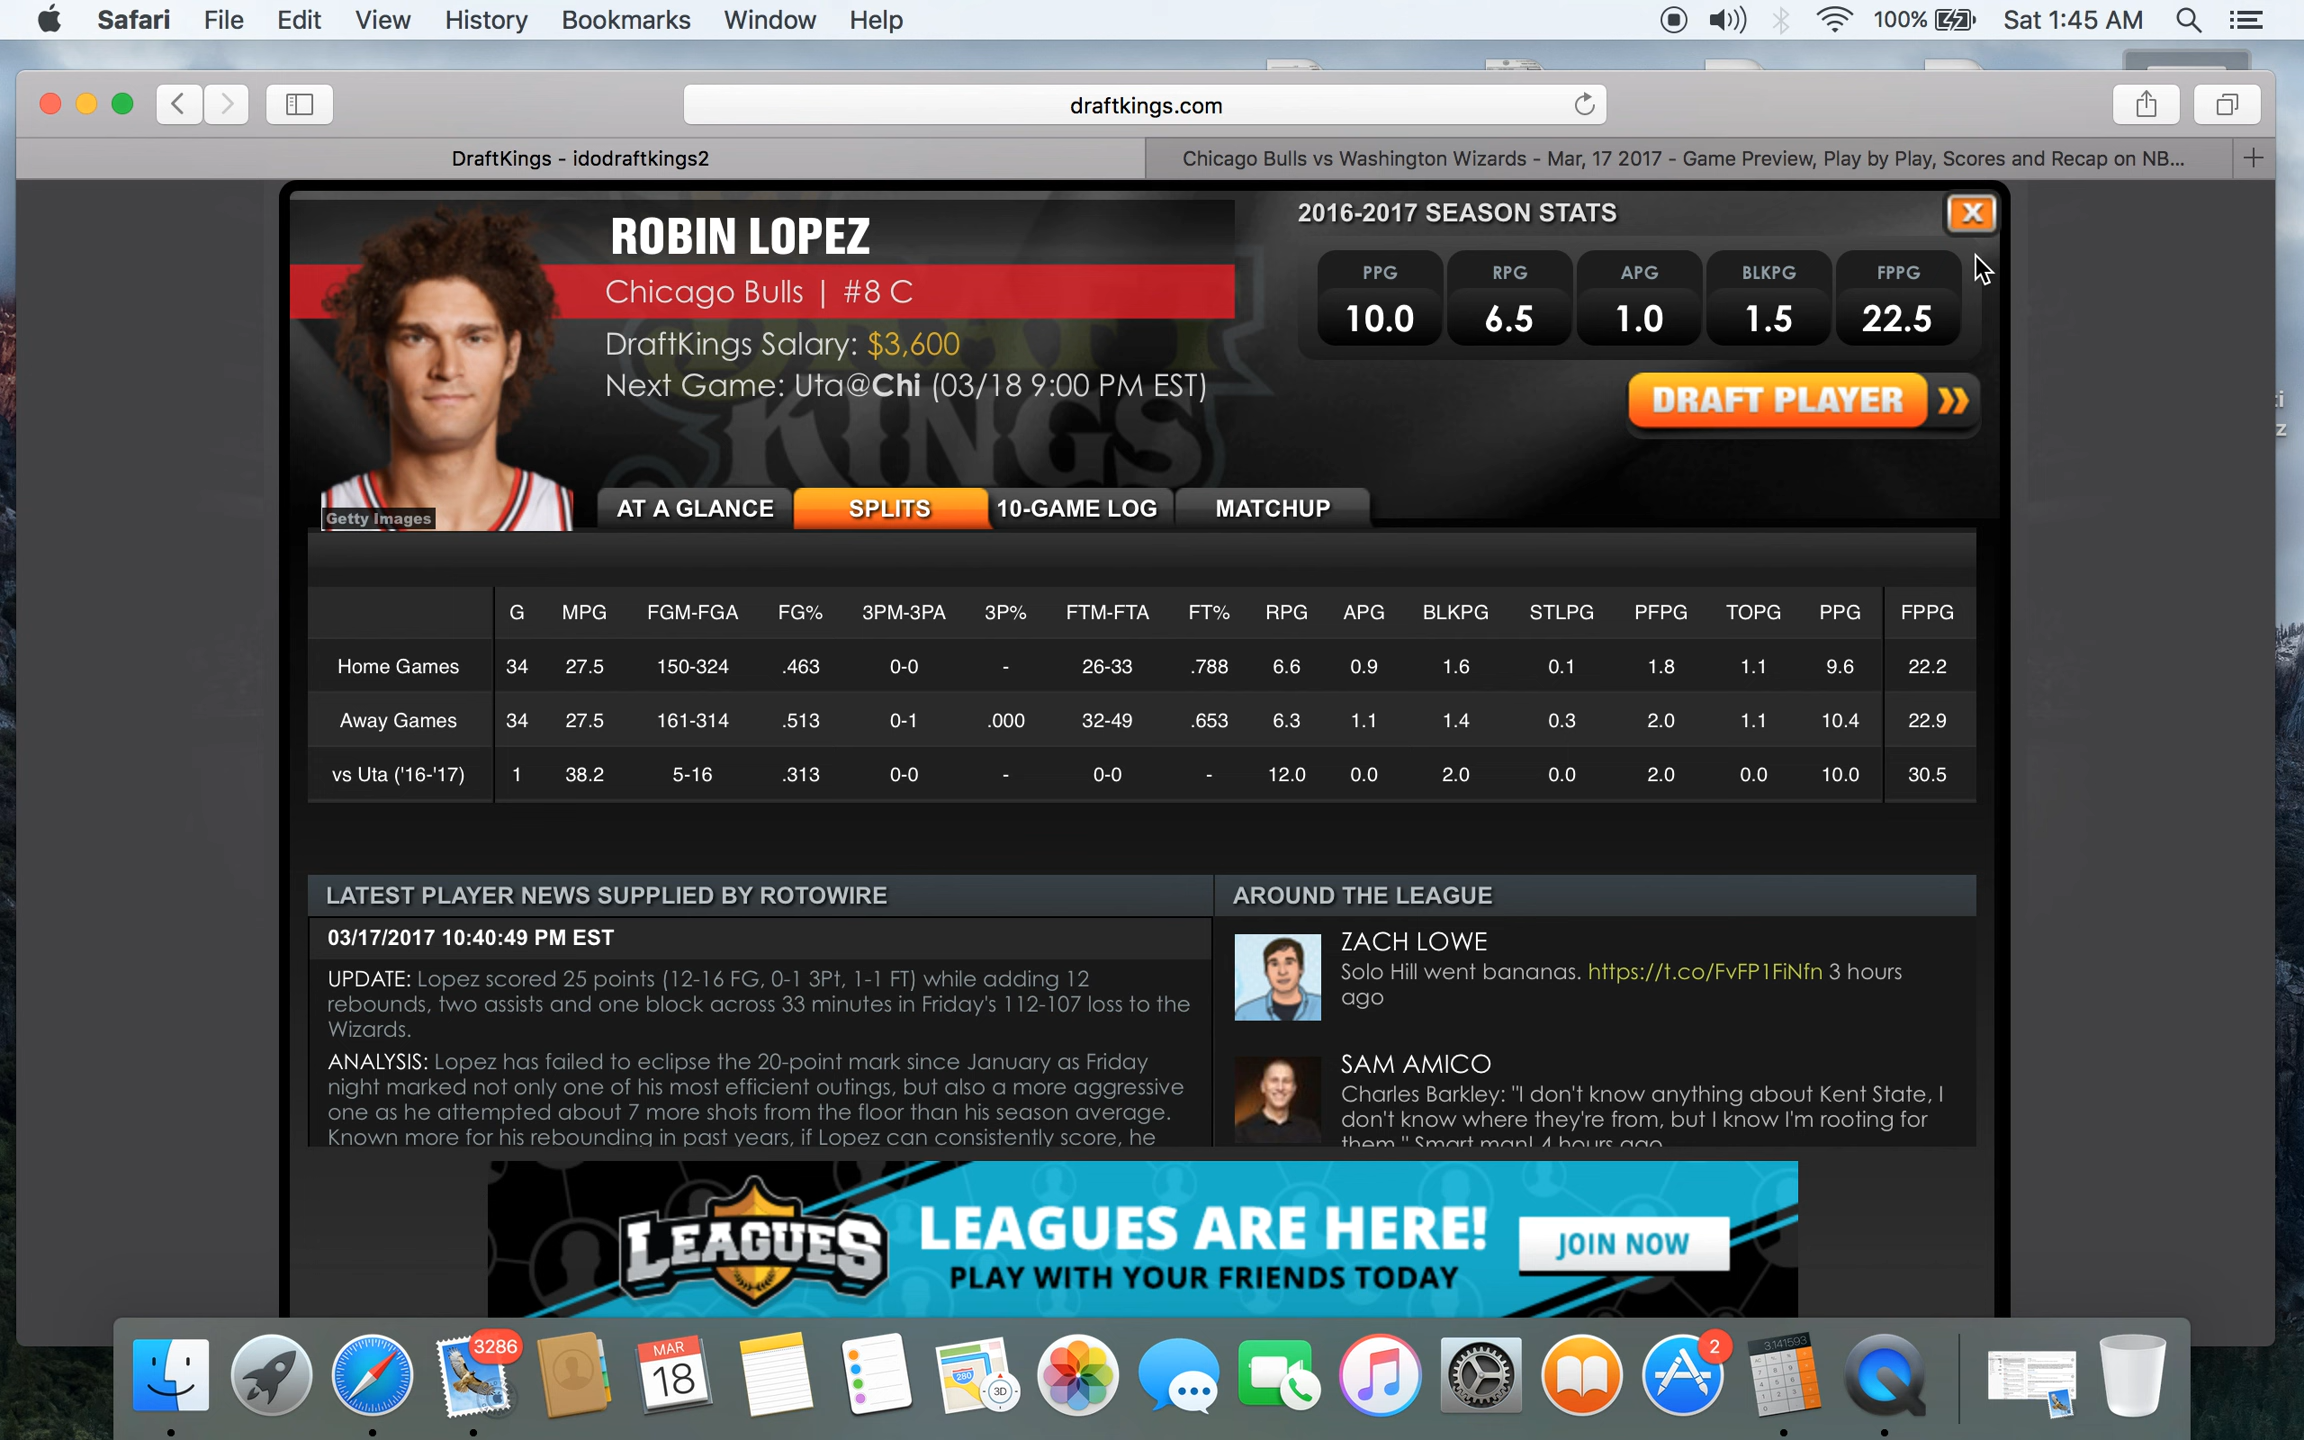 Safari File Edit View History Bookmarks Window Help 100% Sat 1:45 AM
draftkings.com
DraftKings - idodraftkings2
Chicago Bulls vs Washington Wizards - Mar, 17 2017 - Game Preview, Play by Play, Scores and Recap on NB...
ROBIN LOPEZ
Chicago Bulls | #8 C
DraftKings Salary: $3,600
Next Game: Uta@Chi (03/18 9:00 PM EST)
Getty Images
2016-2017 SEASON STATS
X
PPG RPG APG BLKPG FPPG
10.0 6.5 1.0 1.5 22.5
DRAFT PLAYER
KINGS
AT A GLANCE SPLITS 10-GAME LOG MATCHUP
G MPG FGM-FGA FG% 3PM-3PA 3P% FTM-FTA FT% RPG APG BLKPG STLPG PFPG TOPG PPG FPPG
Home Games 34 27.5 150-324 .463 0-0 - 26-33 .788 6.6 0.9 1.6 0.1 1.8 1.1 9.6 22.2
Away Games 34 27.5 161-314 .513 0-1 .000 32-49 .653 6.3 1.1 1.4 0.3 2.0 1.1 10.4 22.9
vs Uta ('16-'17) 1 38.2 5-16 .313 0-0 - 0-0 - 12.0 0.0 2.0 0.0 2.0 0.0 10.0 30.5
LATEST PLAYER NEWS SUPPLIED BY ROTOWIRE
03/17/2017 10:40:49 PM EST
UPDATE: Lopez scored 25 points (12-16 FG, 0-1 3Pt, 1-1 FT) while adding 12
rebounds, two assists and one block across 33 minutes in Friday's 112-107 loss to the
Wizards.
ANALYSIS: Lopez has failed to eclipse the 20-point mark since January as Friday
night marked not only one of his most efficient outings, but also a more aggressive
one as he attempted about 7 more shots from the floor than his season average.
Known more for his rebounding in past years, if Lopez can consistently score, he
AROUND THE LEAGUE
ZACH LOWE
Solo Hill went bananas. https://t.co/FvFP1FiNfn 3 hours
ago
SAM AMICO
Charles Barkley: "I don't know anything about Kent State, I
don't know where they're from, but I know I'm rooting for
them." Smart man! 4 hours ago
LEAGUES
LEAGUES ARE HERE!
PLAY WITH YOUR FRIENDS TODAY
JOIN NOW
3286
MAR
18
280
3D
2
3.141593